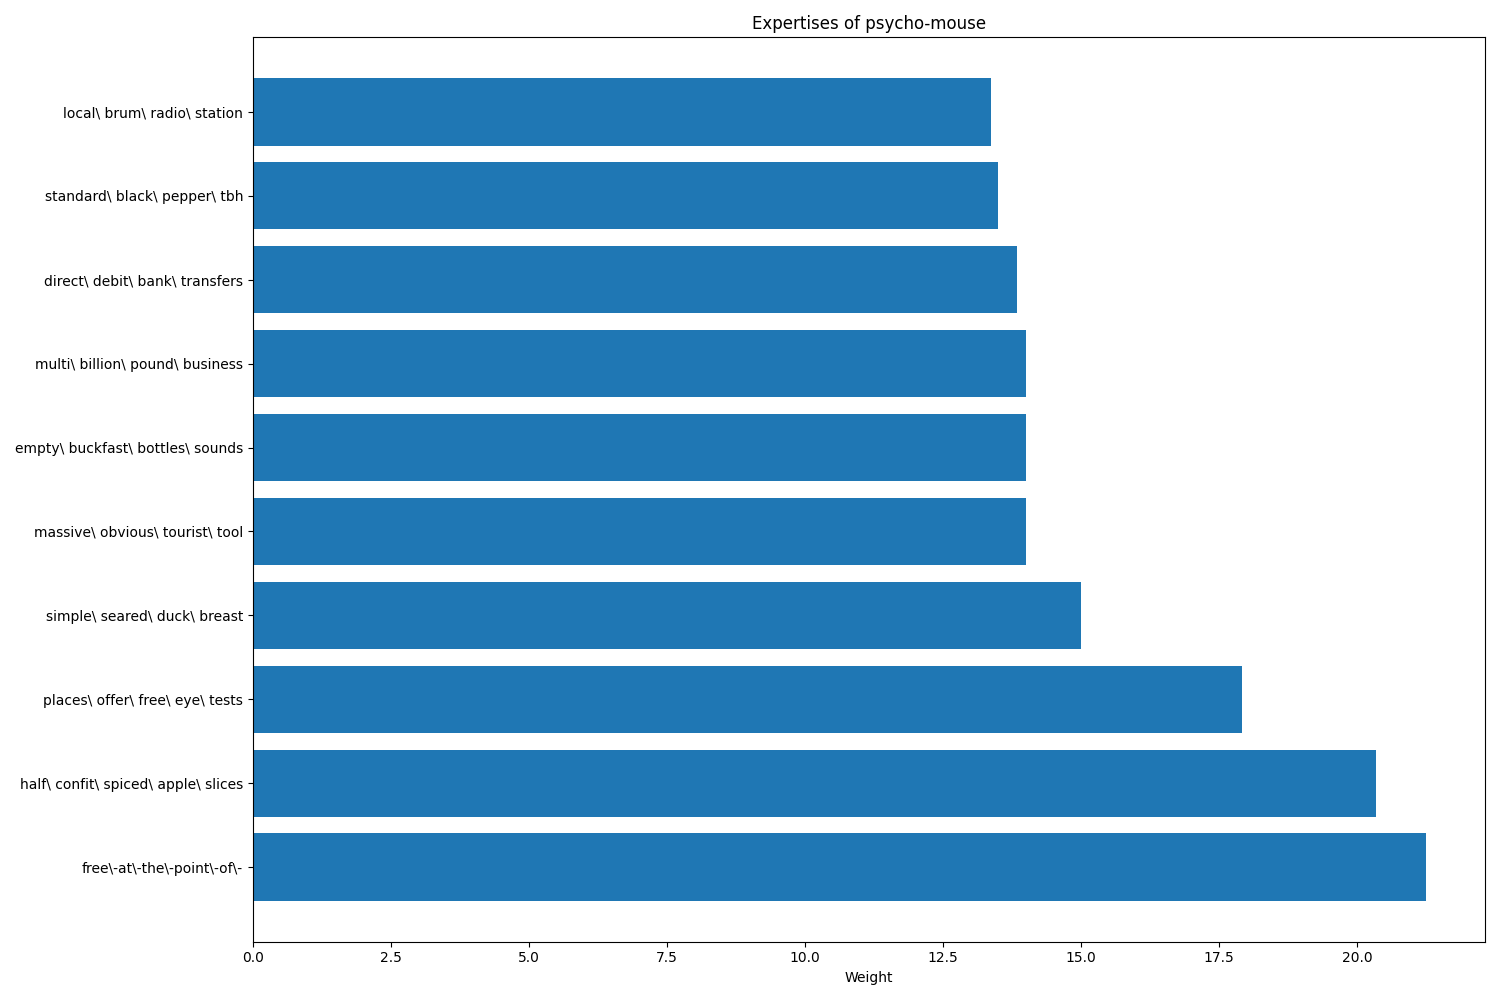 Expertises of psycho-mouse
local\ brum\ radio\ station
standard\ black\ pepper\ tbh
direct\ debit\ bank\ transfers
multi\ billion\ pound\ business
empty\ buckfast\ bottles\ sounds
massive\ obvious\ tourist\ tool
simple\ seared\ duck\ breast
places\ offer\ free\ eye\ tests
half\ confit\ spiced\ apple\ slices
free\-at\-the\-point\-of\-
0.0 2.5 5.0 7.5 10.0 12.5 15.0 17.5 20.0
Weight